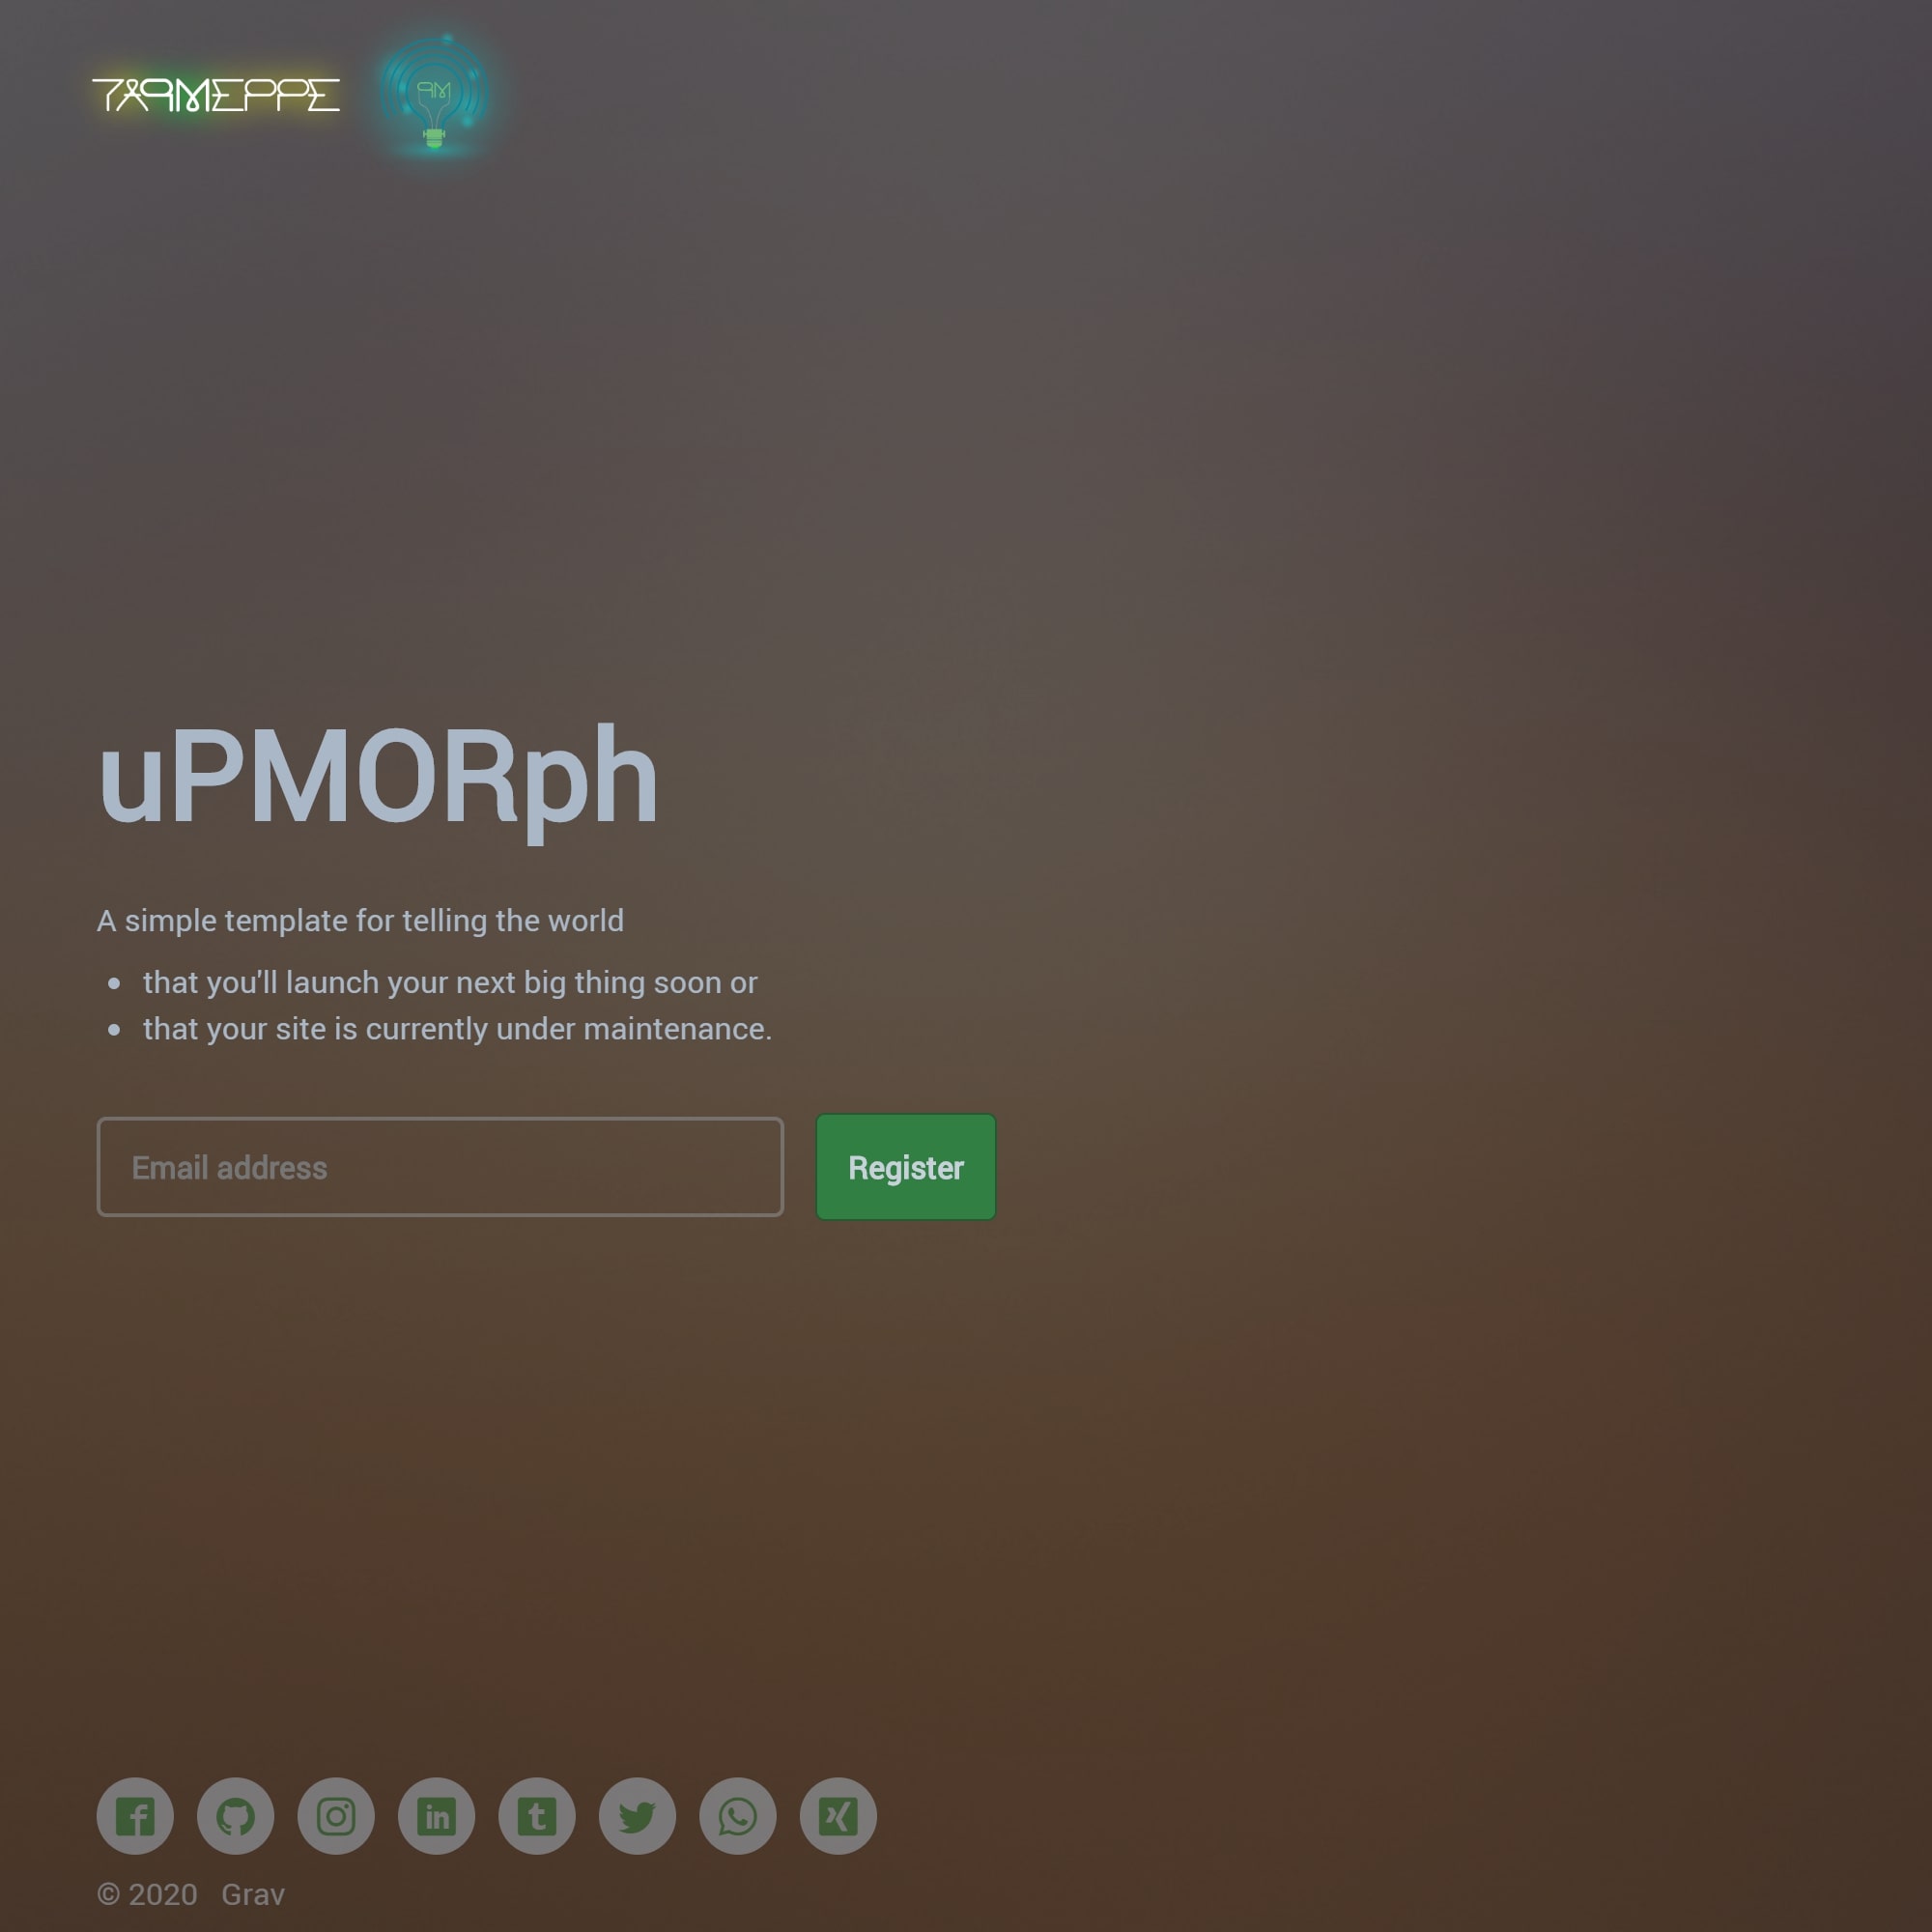 uPMORph
A simple template for telling the world
that you'll launch your next big thing soon or
that your site is currently under maintenance.
Email address
Register
© 2020 Grav